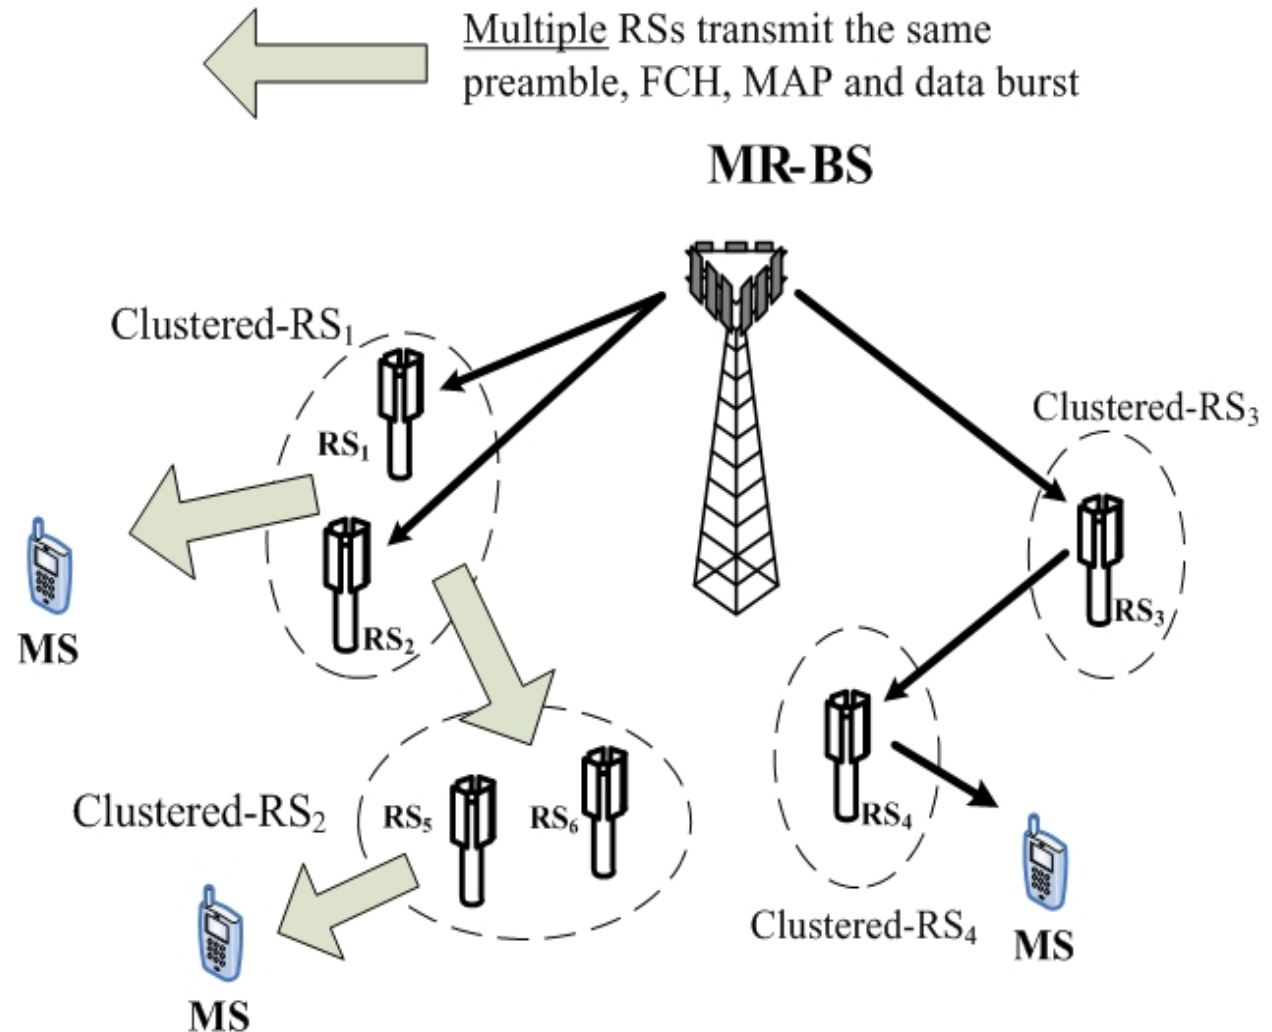 Multiple RSs transmit the same
preamble, FCH, MAP and data burst
MR-BS
Clustered-RS₁
RS₁
Clustered-RS₃
RS₃
RS₂
MS
Clustered-RS₂
RS₅
RS₆
RS₄
Clustered-RS₄
MS
MS